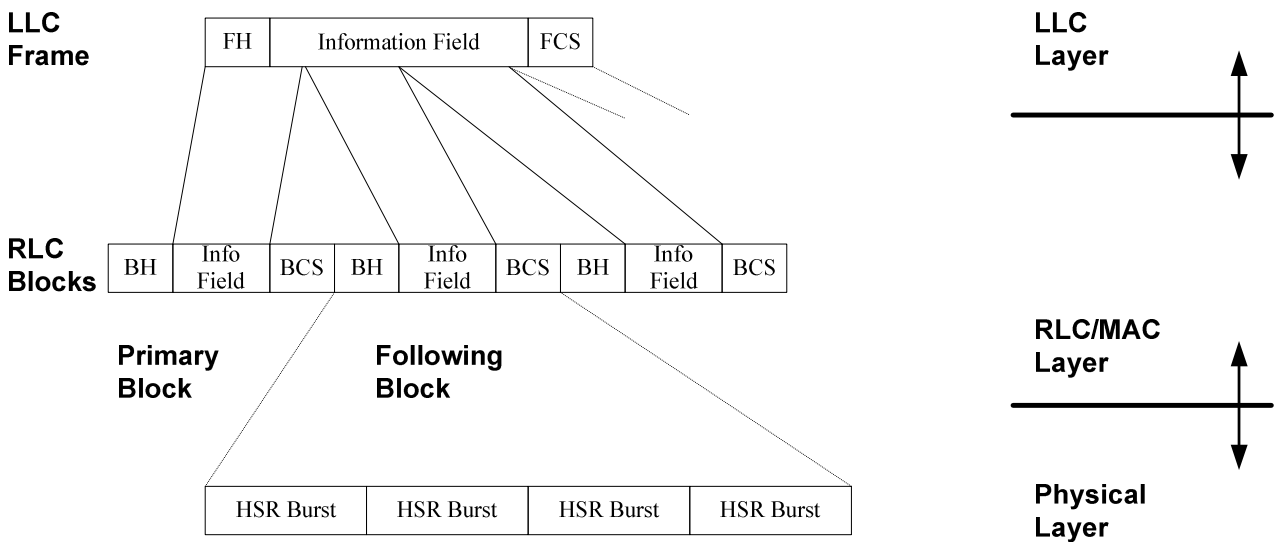 LLC
Frame
FH
Information Field
FCS
LLC
Layer
RLC
Blocks
BH
Info
Field
BCS
BH
Info
Field
BCS
BH
Info
Field
BCS
Primary
Block
Following
Block
RLC/MAC
Layer
HSR Burst
HSR Burst
HSR Burst
HSR Burst
Physical
Layer